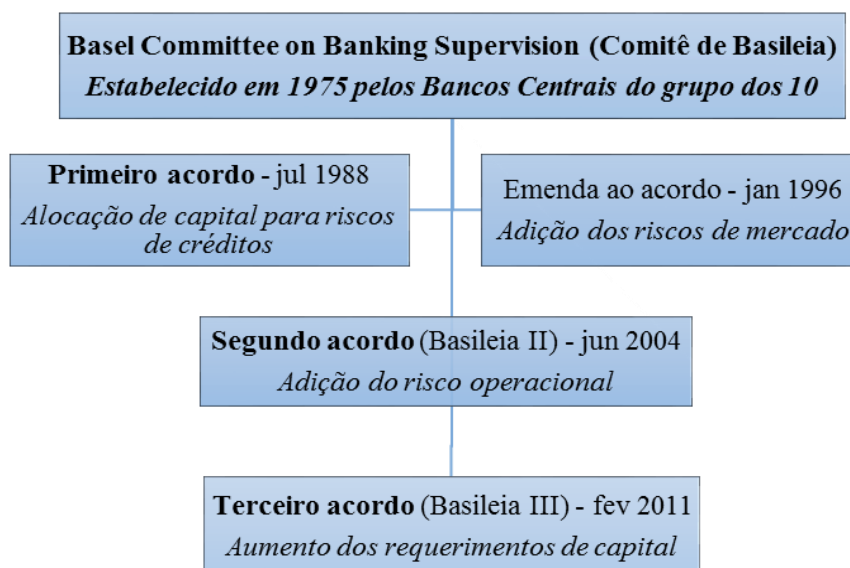 Basel Committee on Banking Supervision (Comitê de Basileia)
Estabelecido em 1975 pelos Bancos Centrais do grupo dos 10
Primeiro acordo - jul 1988
Alocação de capital para riscos
de créditos
Emenda ao acordo - jan 1996
Adição dos riscos de mercado
Segundo acordo (Basileia II) - jun 2004
Adição do risco operacional
Terceiro acordo (Basileia III) - fev 2011
Aumento dos requerimentos de capital